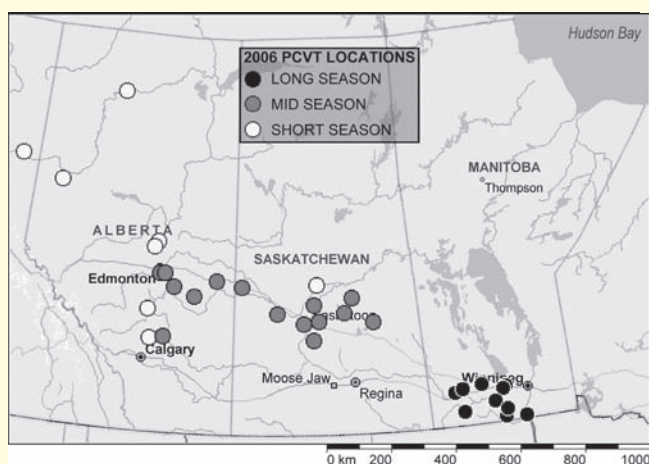 Hudson Bay
2006 PCVT LOCATIONS
LONG SEASON
MID SEASON
SHORT SEASON
MANITOBA
Thompson
ALBERTA
SASKATCHEWAN
Edmonton
Saskatoon
Calgary
Winnipeg
Moose Jaw
Regina
0 km 200 400 600 800 1000